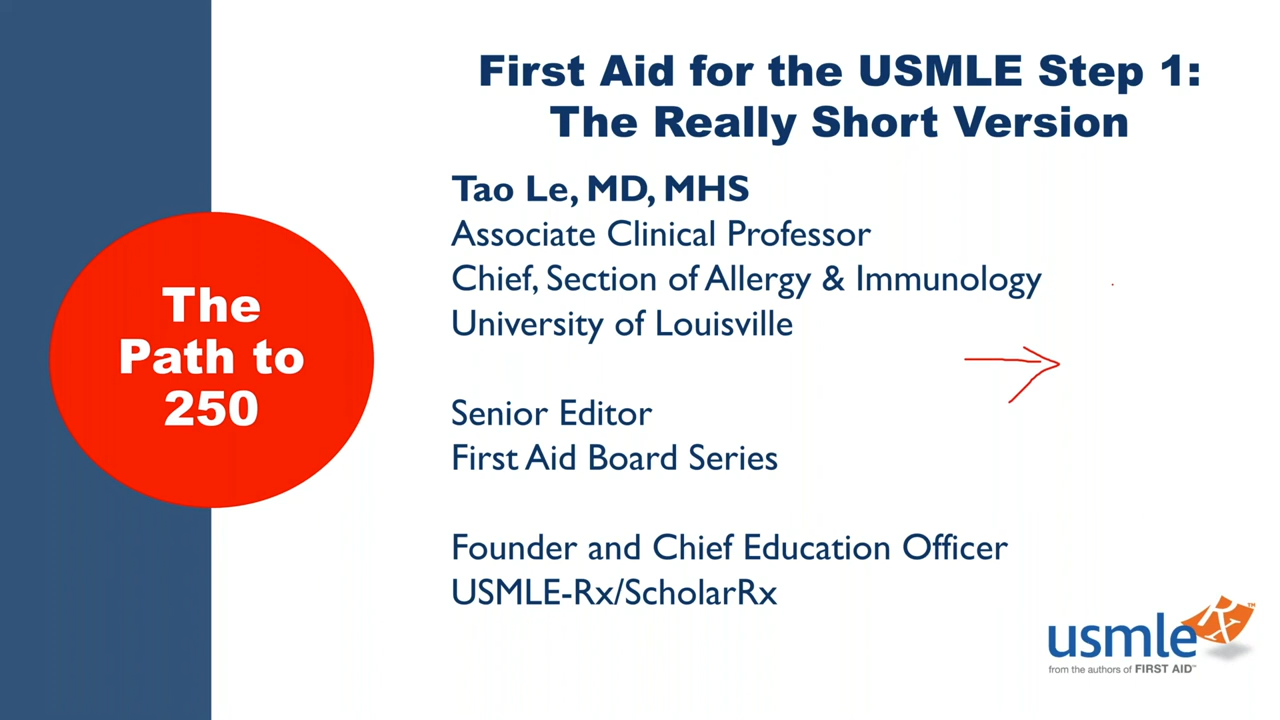 First Aid for the USMLE Step 1:
The Really Short Version
Tao Le, MD, MHS
Associate Clinical Professor
Chief, Section of Allergy & Immunology
University of Louisville
The
Path to
250
Senior Editor
First Aid Board Series
Founder and Chief Education Officer
USMLE-Rx/ScholarRx
usmle Rx™
from the authors of FIRST AID™